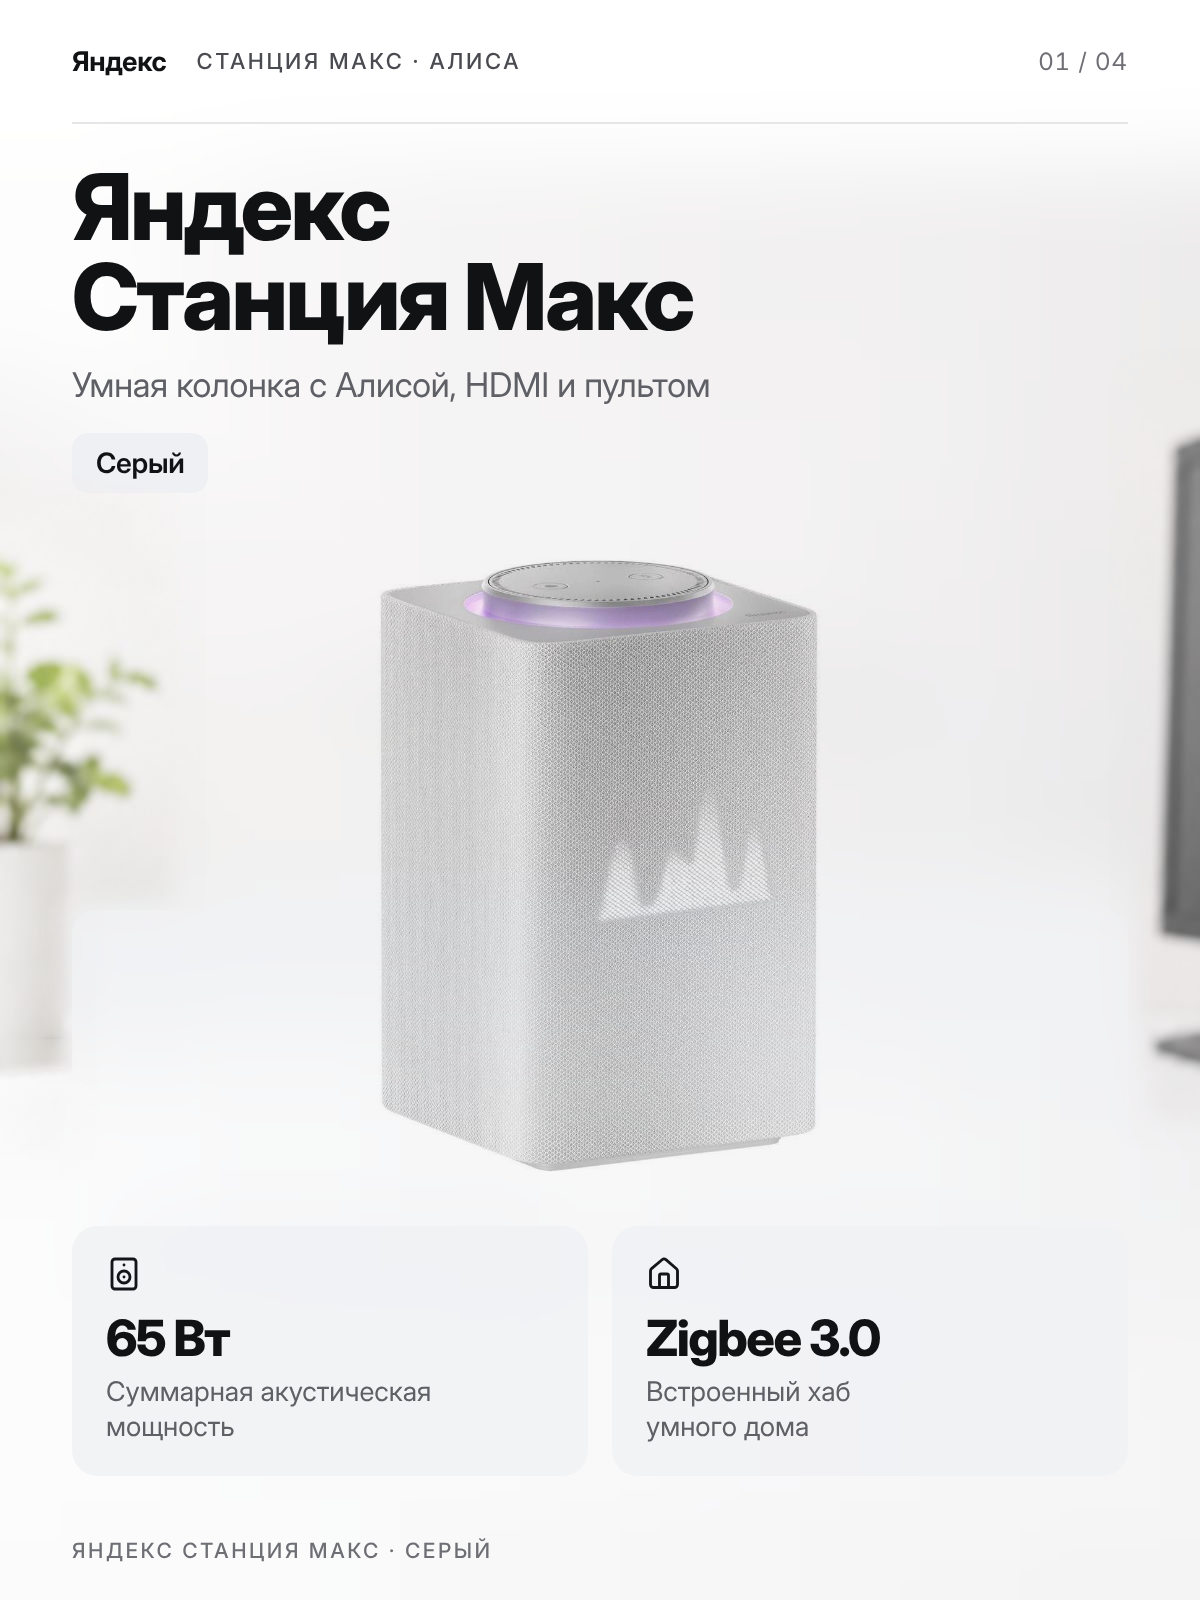 Яндекс СТАНЦИЯ МАКС · АЛИСА 01 / 04
Яндекс
Станция Макс
Умная колонка с Алисой, HDMI и пультом
Серый
65 Вт
Суммарная акустическая
мощность
Zigbee 3.0
Встроенный хаб
умного дома
ЯНДЕКС СТАНЦИЯ МАКС · СЕРЫЙ